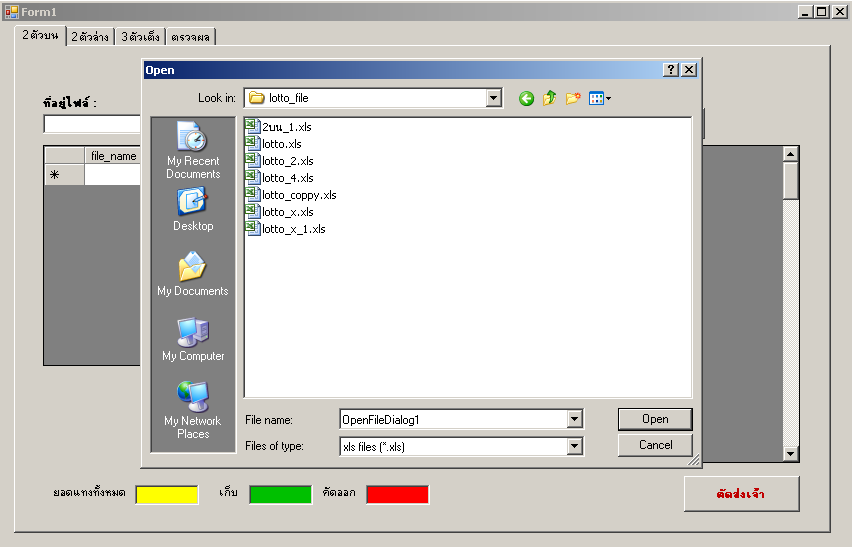 Form1
2ตัวบน 2ตัวล่าง 3ตัวเต็ง ตรวจผล
Open
Look in: lotto_file
ที่อยู่ไฟล์ :
file_name
*
My Recent Documents
Desktop
My Documents
My Computer
My Network Places
2บน_1.xls
lotto.xls
lotto_2.xls
lotto_4.xls
lotto_coppy.xls
lotto_x.xls
lotto_x_1.xls
File name: OpenFileDialog1 Open
Files of type: xls files (*.xls) Cancel
ยอดแทงทั้งหมด เก็บ คัดออก ตัดส่งเจ้า